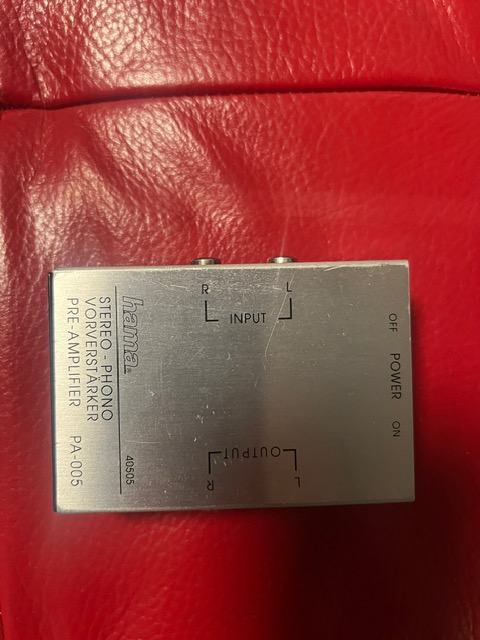 hama®
40505
STEREO - PHONO
VORVERSTÄRKER
PRE-AMPLIFIER PA-005
R L
INPUT
OUTPUT
R L
OFF POWER ON